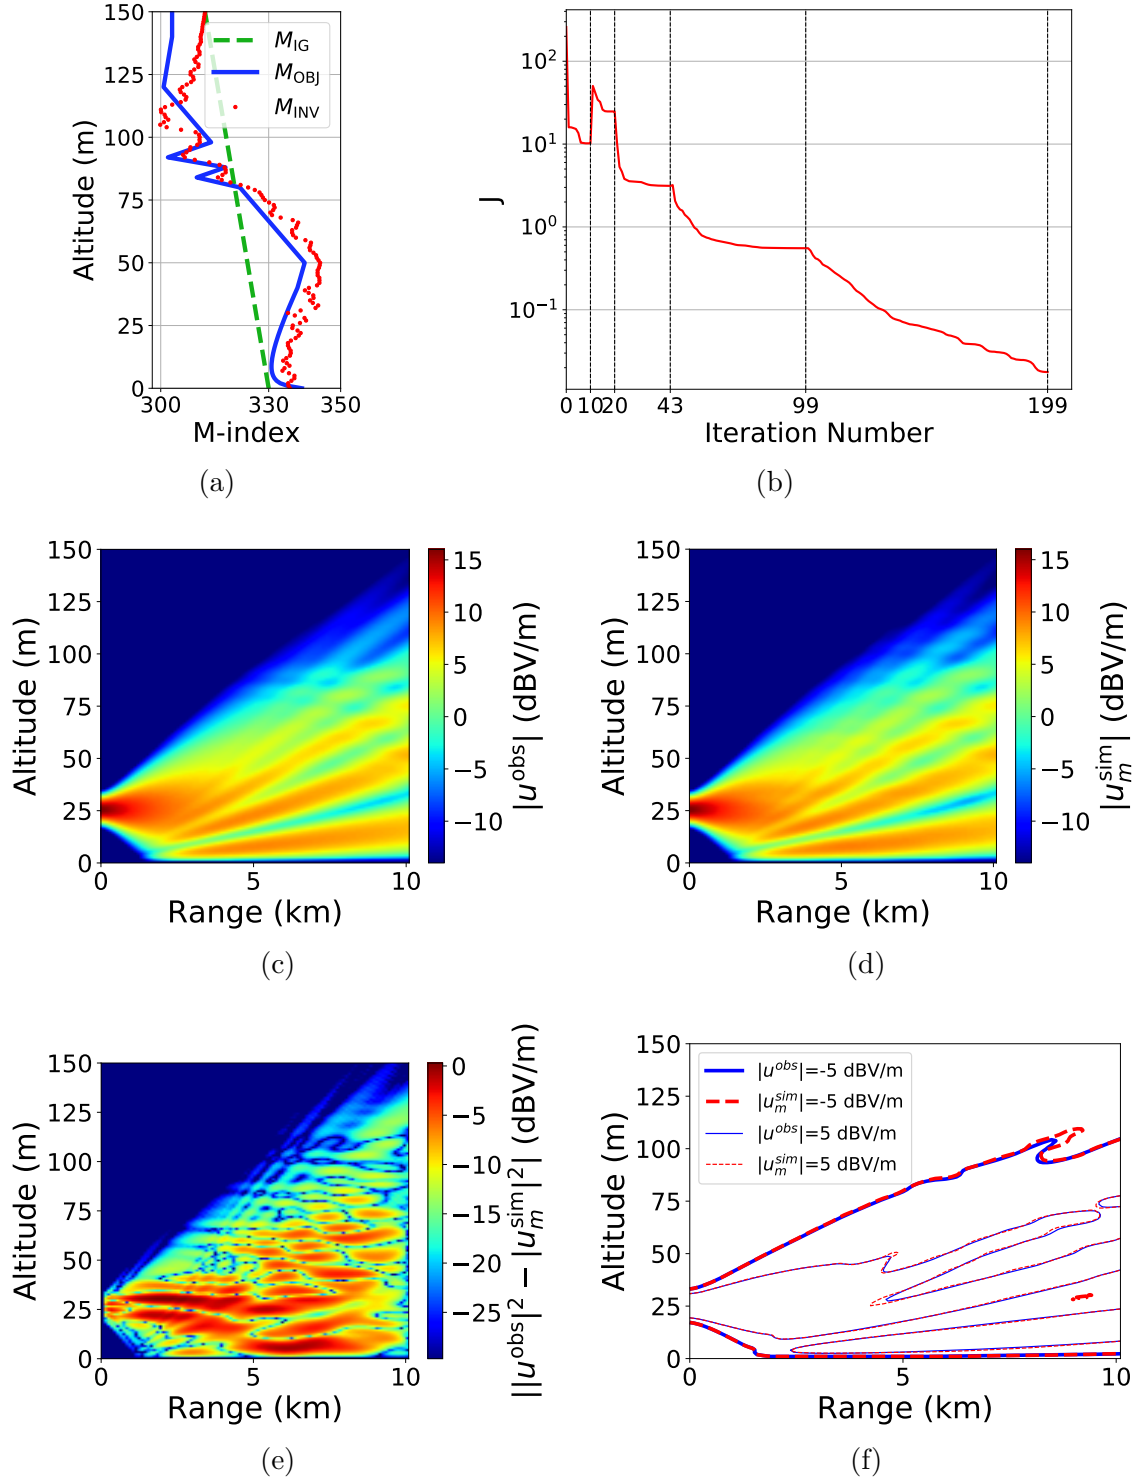 150
125
100
75
50
25
0
300
330
350
Altitude (m)
M-index
M_IG
M_OBJ
M_INV
(a)
10^2
10^1
10^0
10^−1
J
0
10
20
43
99
199
Iteration Number
(b)
150
125
100
75
50
25
0
0
5
10
Altitude (m)
Range (km)
15
10
5
0
−5
−10
|u^obs| (dBV/m)
(c)
150
125
100
75
50
25
0
0
5
10
Altitude (m)
Range (km)
15
10
5
0
−5
−10
|u_m^sim| (dBV/m)
(d)
150
125
100
75
50
25
0
0
5
10
Altitude (m)
Range (km)
0
−5
−10
−15
−20
−25
||u^obs|^2 − |u_m^sim|^2| (dBV/m)
(e)
150
125
100
75
50
25
0
0
5
10
Altitude (m)
Range (km)
|u^obs|=-5 dBV/m
|u_m^sim|=-5 dBV/m
|u^obs|=5 dBV/m
|u_m^sim|=5 dBV/m
(f)